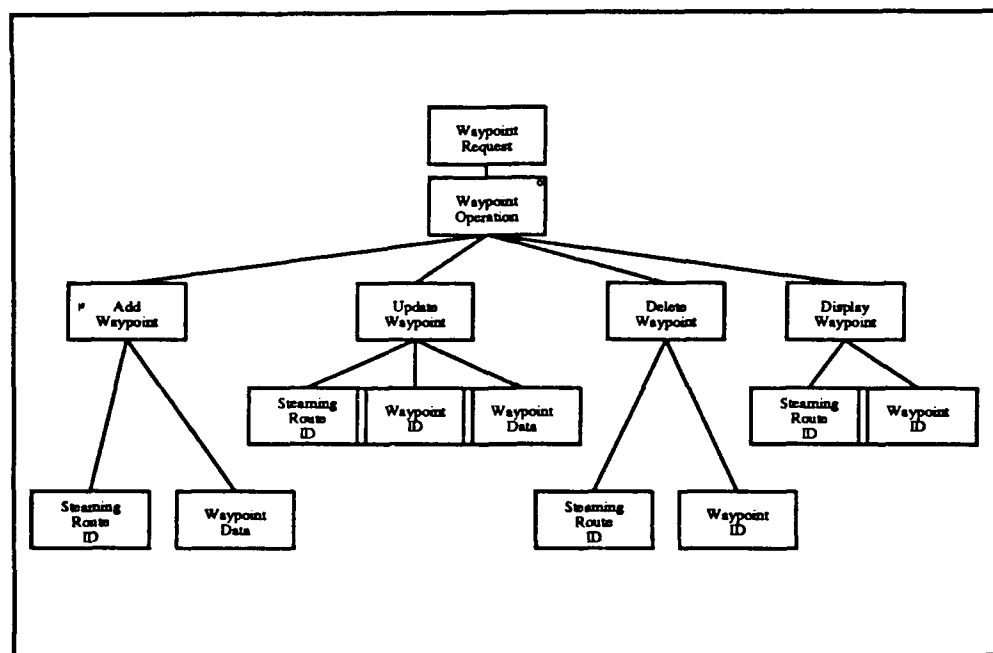 Waypoint
Request
Waypoint
Operation
Add
Waypoint
Update
Waypoint
Delete
Waypoint
Display
Waypoint
Steaming
Route
ID
Waypoint
ID
Waypoint
Data
Steaming
Route
ID
Waypoint
ID
Steaming
Route
ID
Waypoint
Data
Steaming
Route
ID
Waypoint
ID